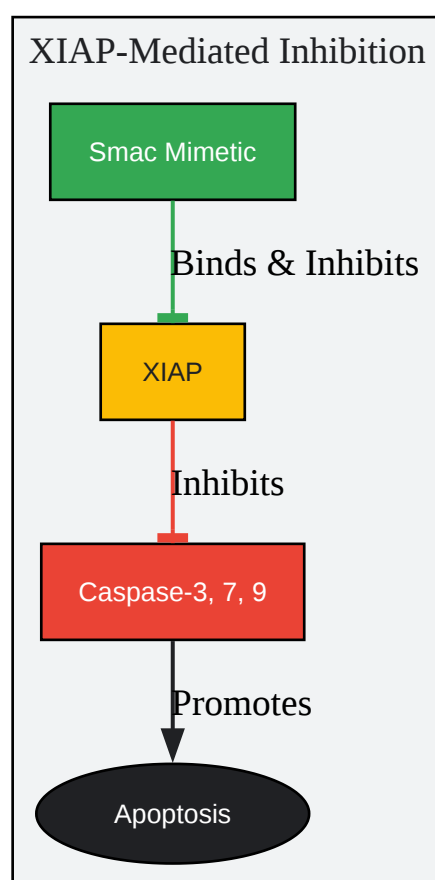 XIAP-Mediated Inhibition
Smac Mimetic
Binds & Inhibits
XIAP
Inhibits
Caspase-3, 7, 9
Promotes
Apoptosis